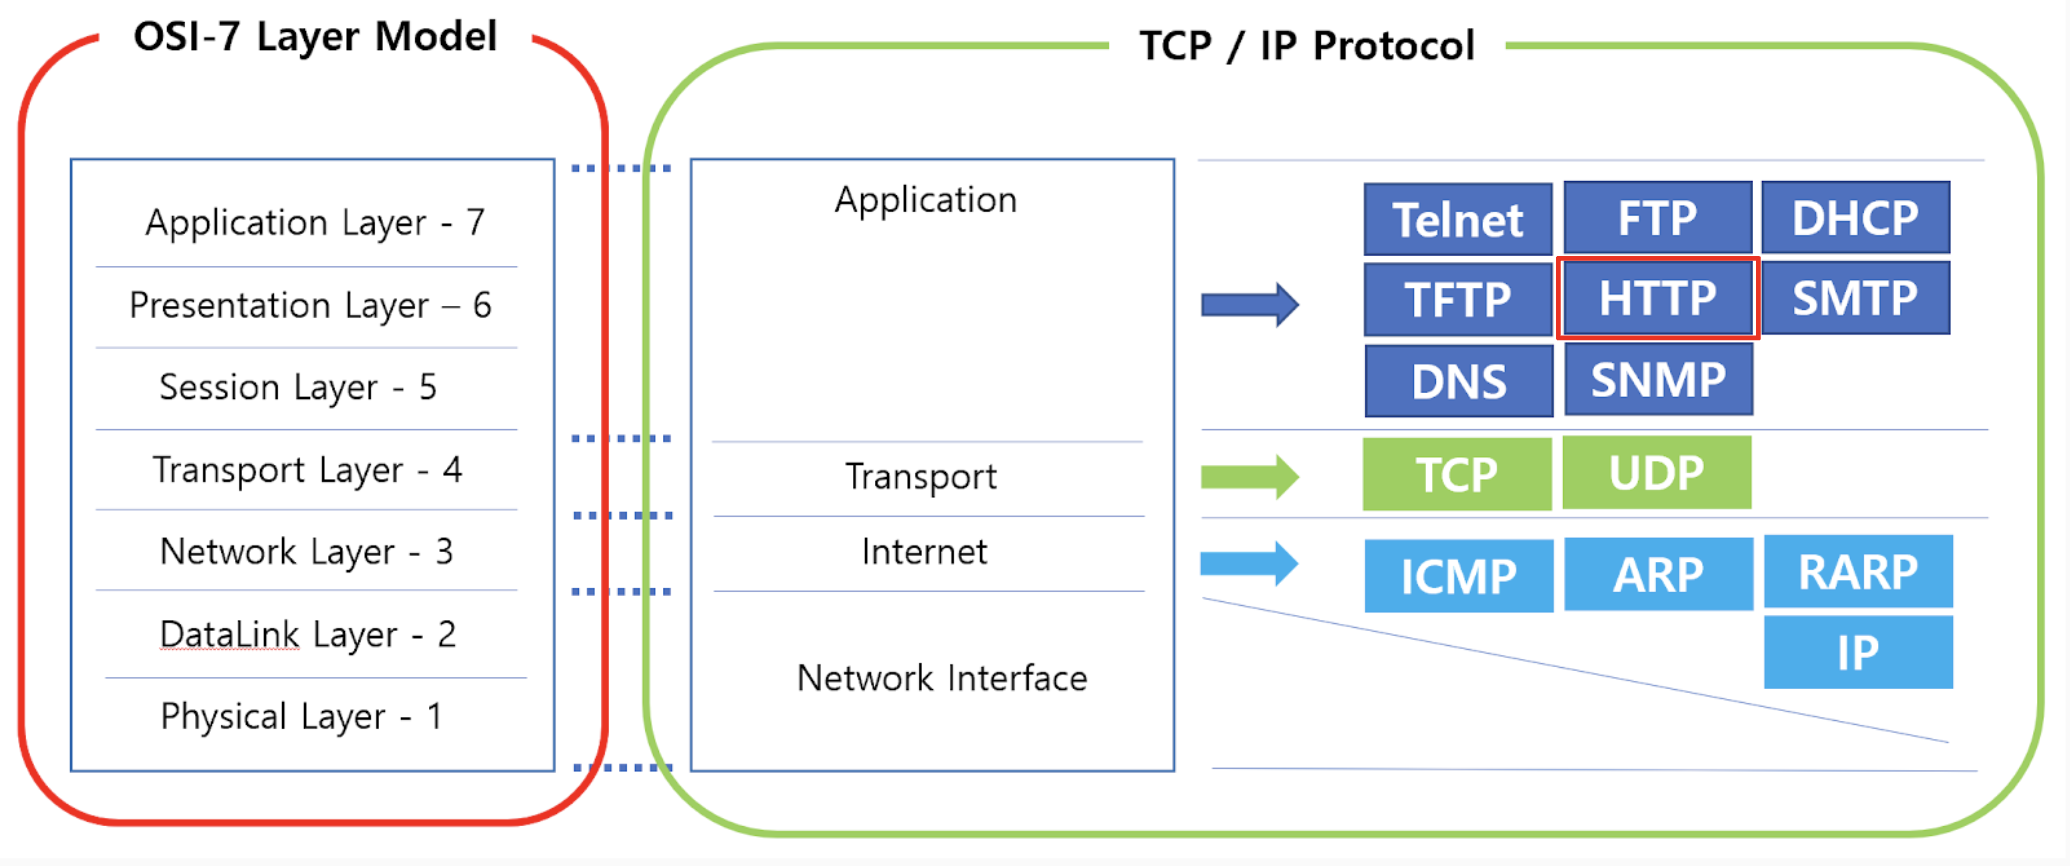 OSI-7 Layer Model
Application Layer - 7
Presentation Layer – 6
Session Layer - 5
Transport Layer - 4
Network Layer - 3
DataLink Layer - 2
Physical Layer - 1
TCP / IP Protocol
Application
Transport
Internet
Network Interface
Telnet FTP DHCP
TFTP HTTP SMTP
DNS SNMP
TCP UDP
ICMP ARP RARP
IP